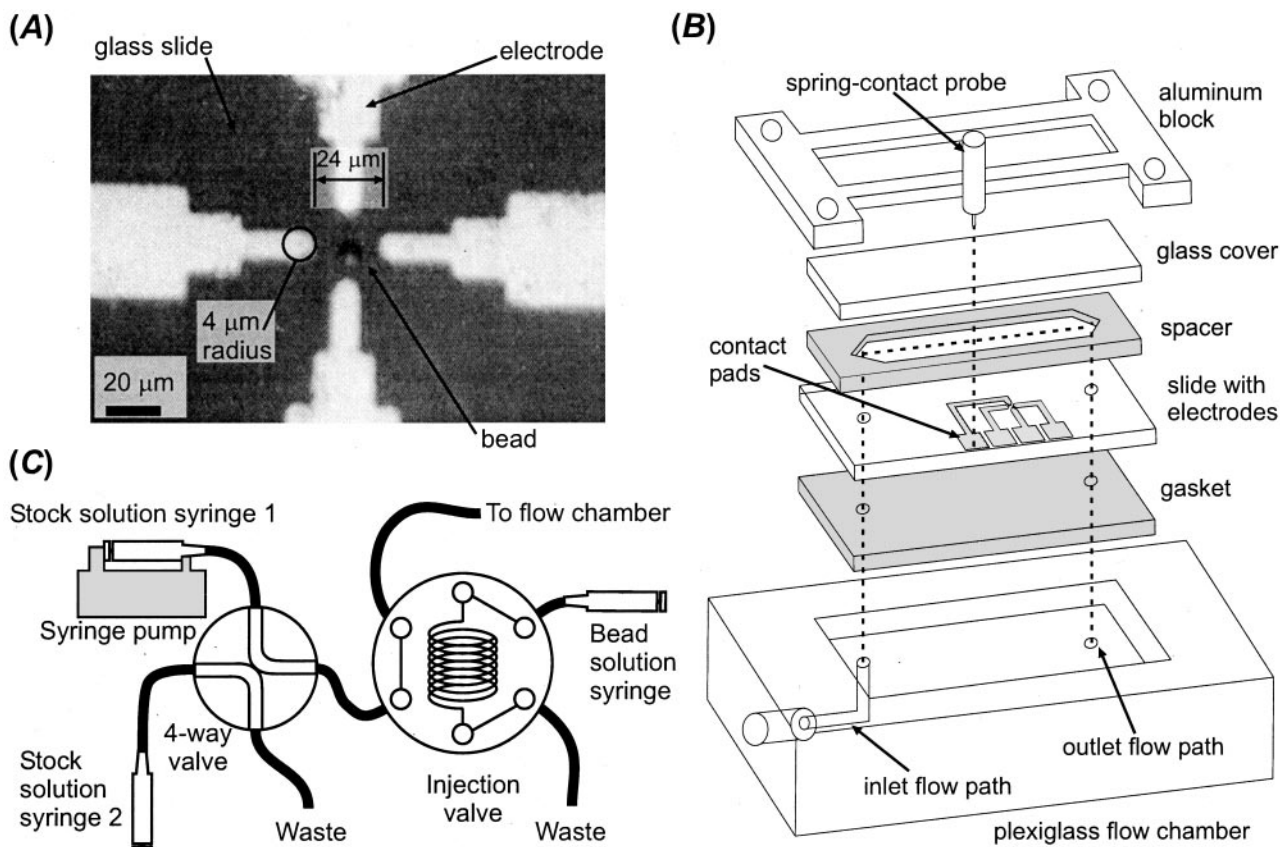 (A)
glass slide
electrode
24 μm
4 μm
radius
20 μm
bead
(B)
spring-contact probe
aluminum
block
glass cover
spacer
contact
pads
slide with
electrodes
gasket
outlet flow path
inlet flow path
plexiglass flow chamber
(C)
Stock solution syringe 1
To flow chamber
Syringe pump
Bead
solution
syringe
4-way
valve
Stock
solution
syringe 2
Injection
valve
Waste
Waste